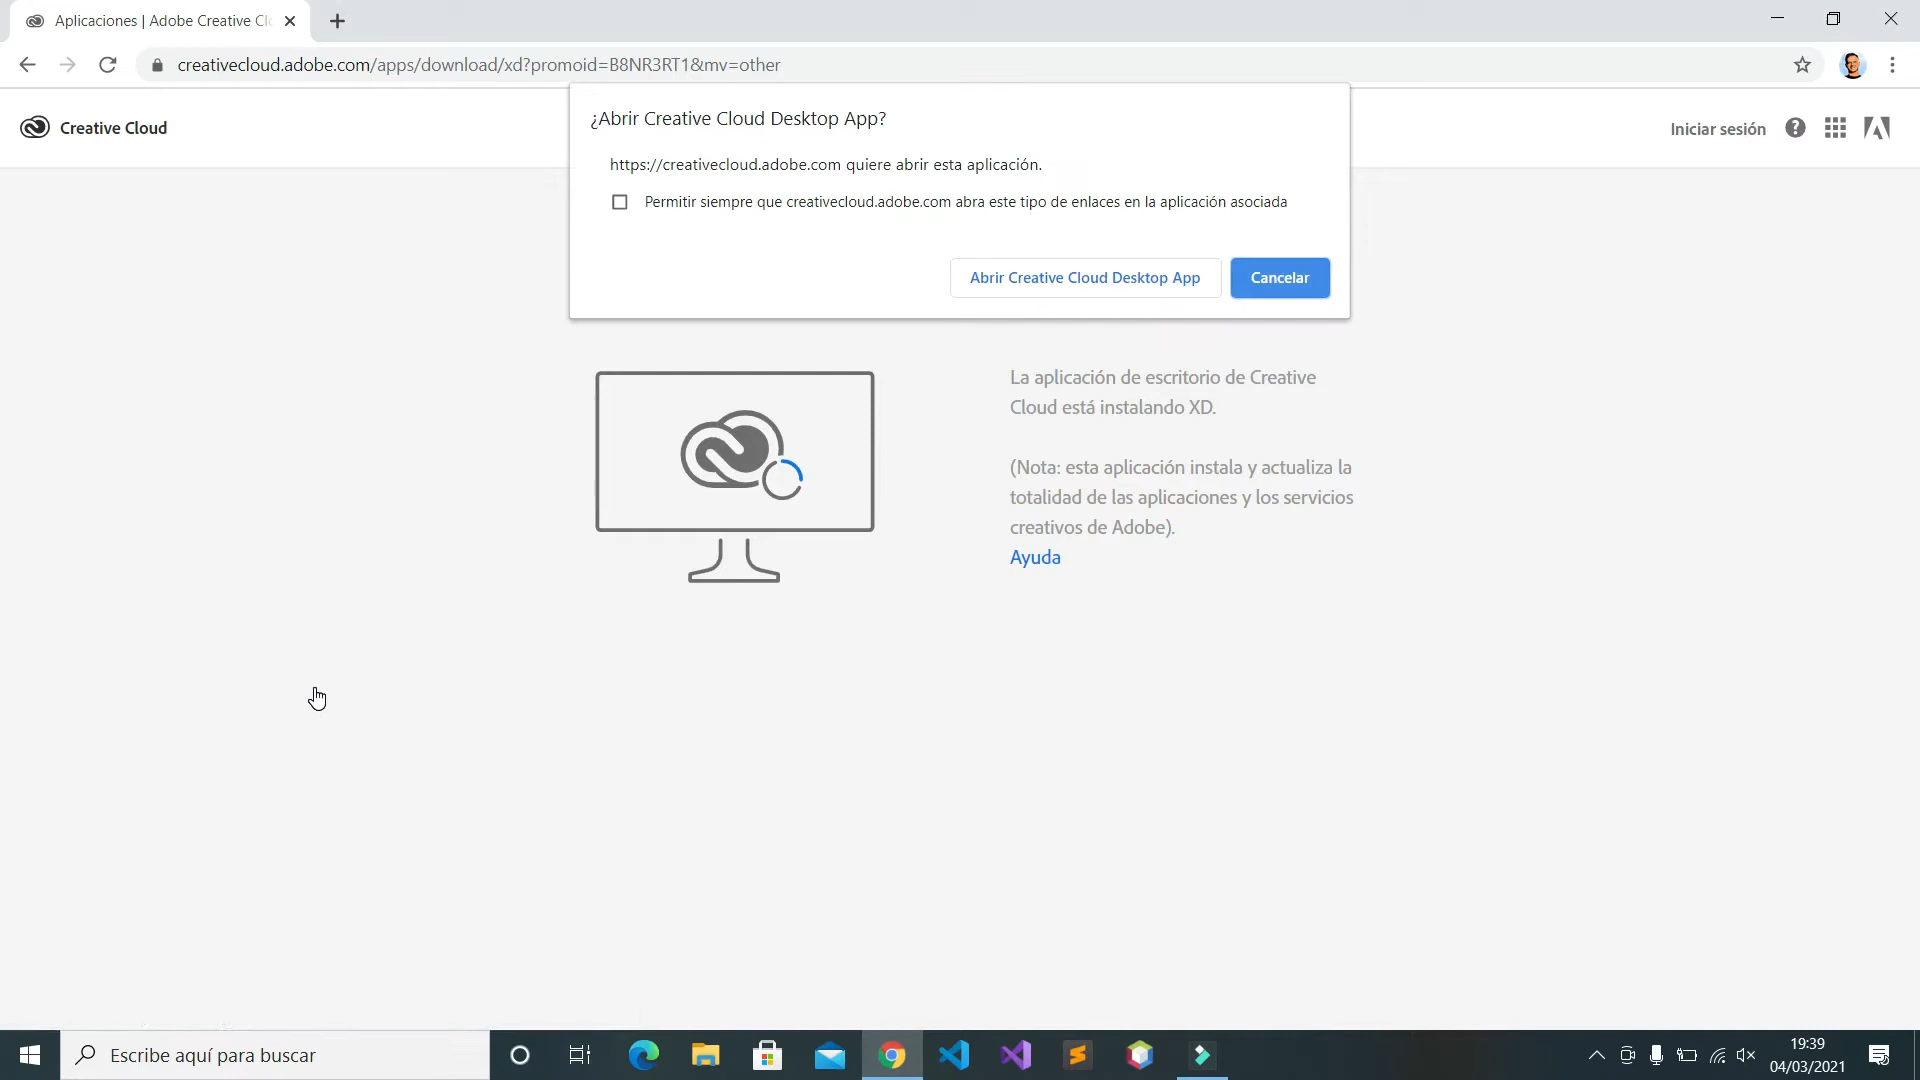 Aplicaciones | Adobe Creative Clo
creativecloud.adobe.com/apps/download/xd?promoid=B8NR3RT1&mv=other
Creative Cloud
Iniciar sesión
¿Abrir Creative Cloud Desktop App?
https://creativecloud.adobe.com quiere abrir esta aplicación.
Permitir siempre que creativecloud.adobe.com abra este tipo de enlaces en la aplicación asociada
Abrir Creative Cloud Desktop App
Cancelar
La aplicación de escritorio de Creative
Cloud está instalando XD.
(Nota: esta aplicación instala y actualiza la
totalidad de las aplicaciones y los servicios
creativos de Adobe).
Ayuda
Escribe aquí para buscar
19:39
04/03/2021